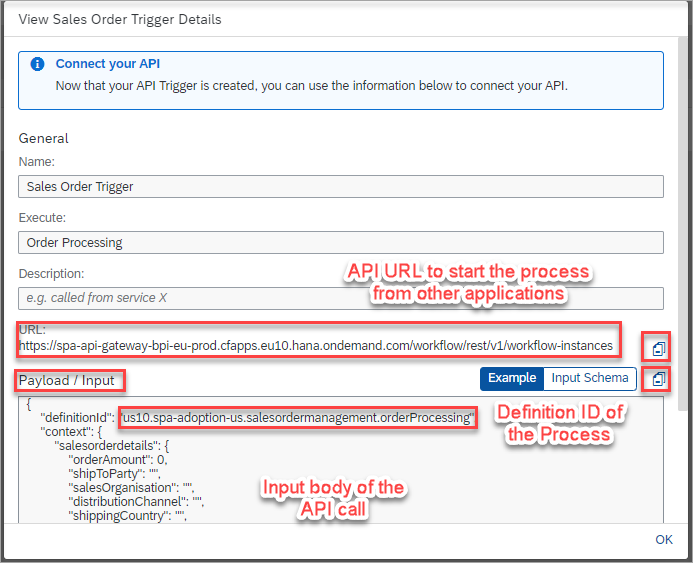 View Sales Order Trigger Details
Connect your API
Now that your API Trigger is created, you can use the information below to connect your API.
General
Name:
Sales Order Trigger
Execute:
Order Processing
Description:
e.g. called from service X
API URL to start the process
from other applications
URL:
https://spa-api-gateway-bpi-eu-prod.cfapps.eu10.hana.ondemand.com/workflow/rest/v1/workflow-instances
Payload / Input
Example
Input Schema
{
"definitionId": "us10.spa-adoption-us.salesordermanagement.orderProcessing"
"context": {
"salesorderdetails": {
"orderAmount": 0,
"shipToParty": "",
"salesOrganisation": "",
"distributionChannel": "",
"shippingCountry": "",
Definition ID of
the Process
Input body of the
API call
OK